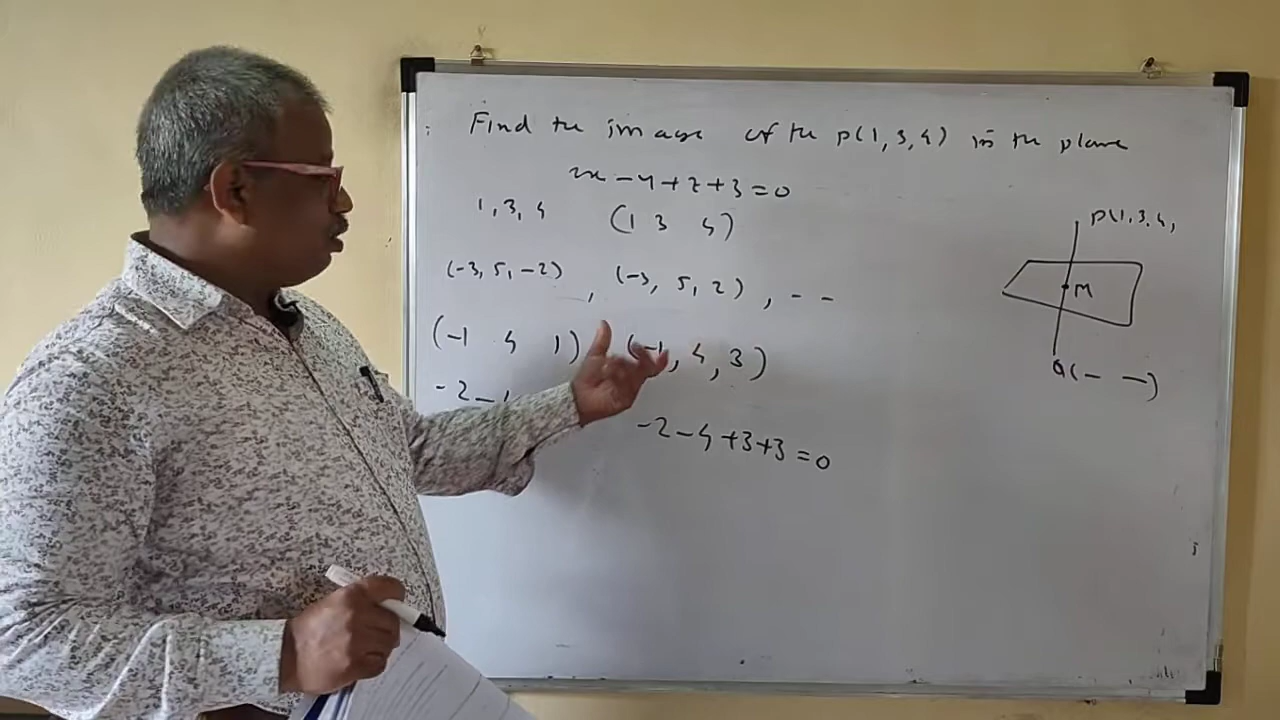 : Find the image of the P(1, 3, 4) in the plane
2x - y + z + 3 = 0
1, 3, 4 (1 3 4)
(-3, 5, -2) , (-3, 5, 2) , - -
(-1 4 1) (-1, 4, 3)
-2 -
-2 - 4 + 3 + 3 = 0
P(1, 3, 4,
M
Q(- -)